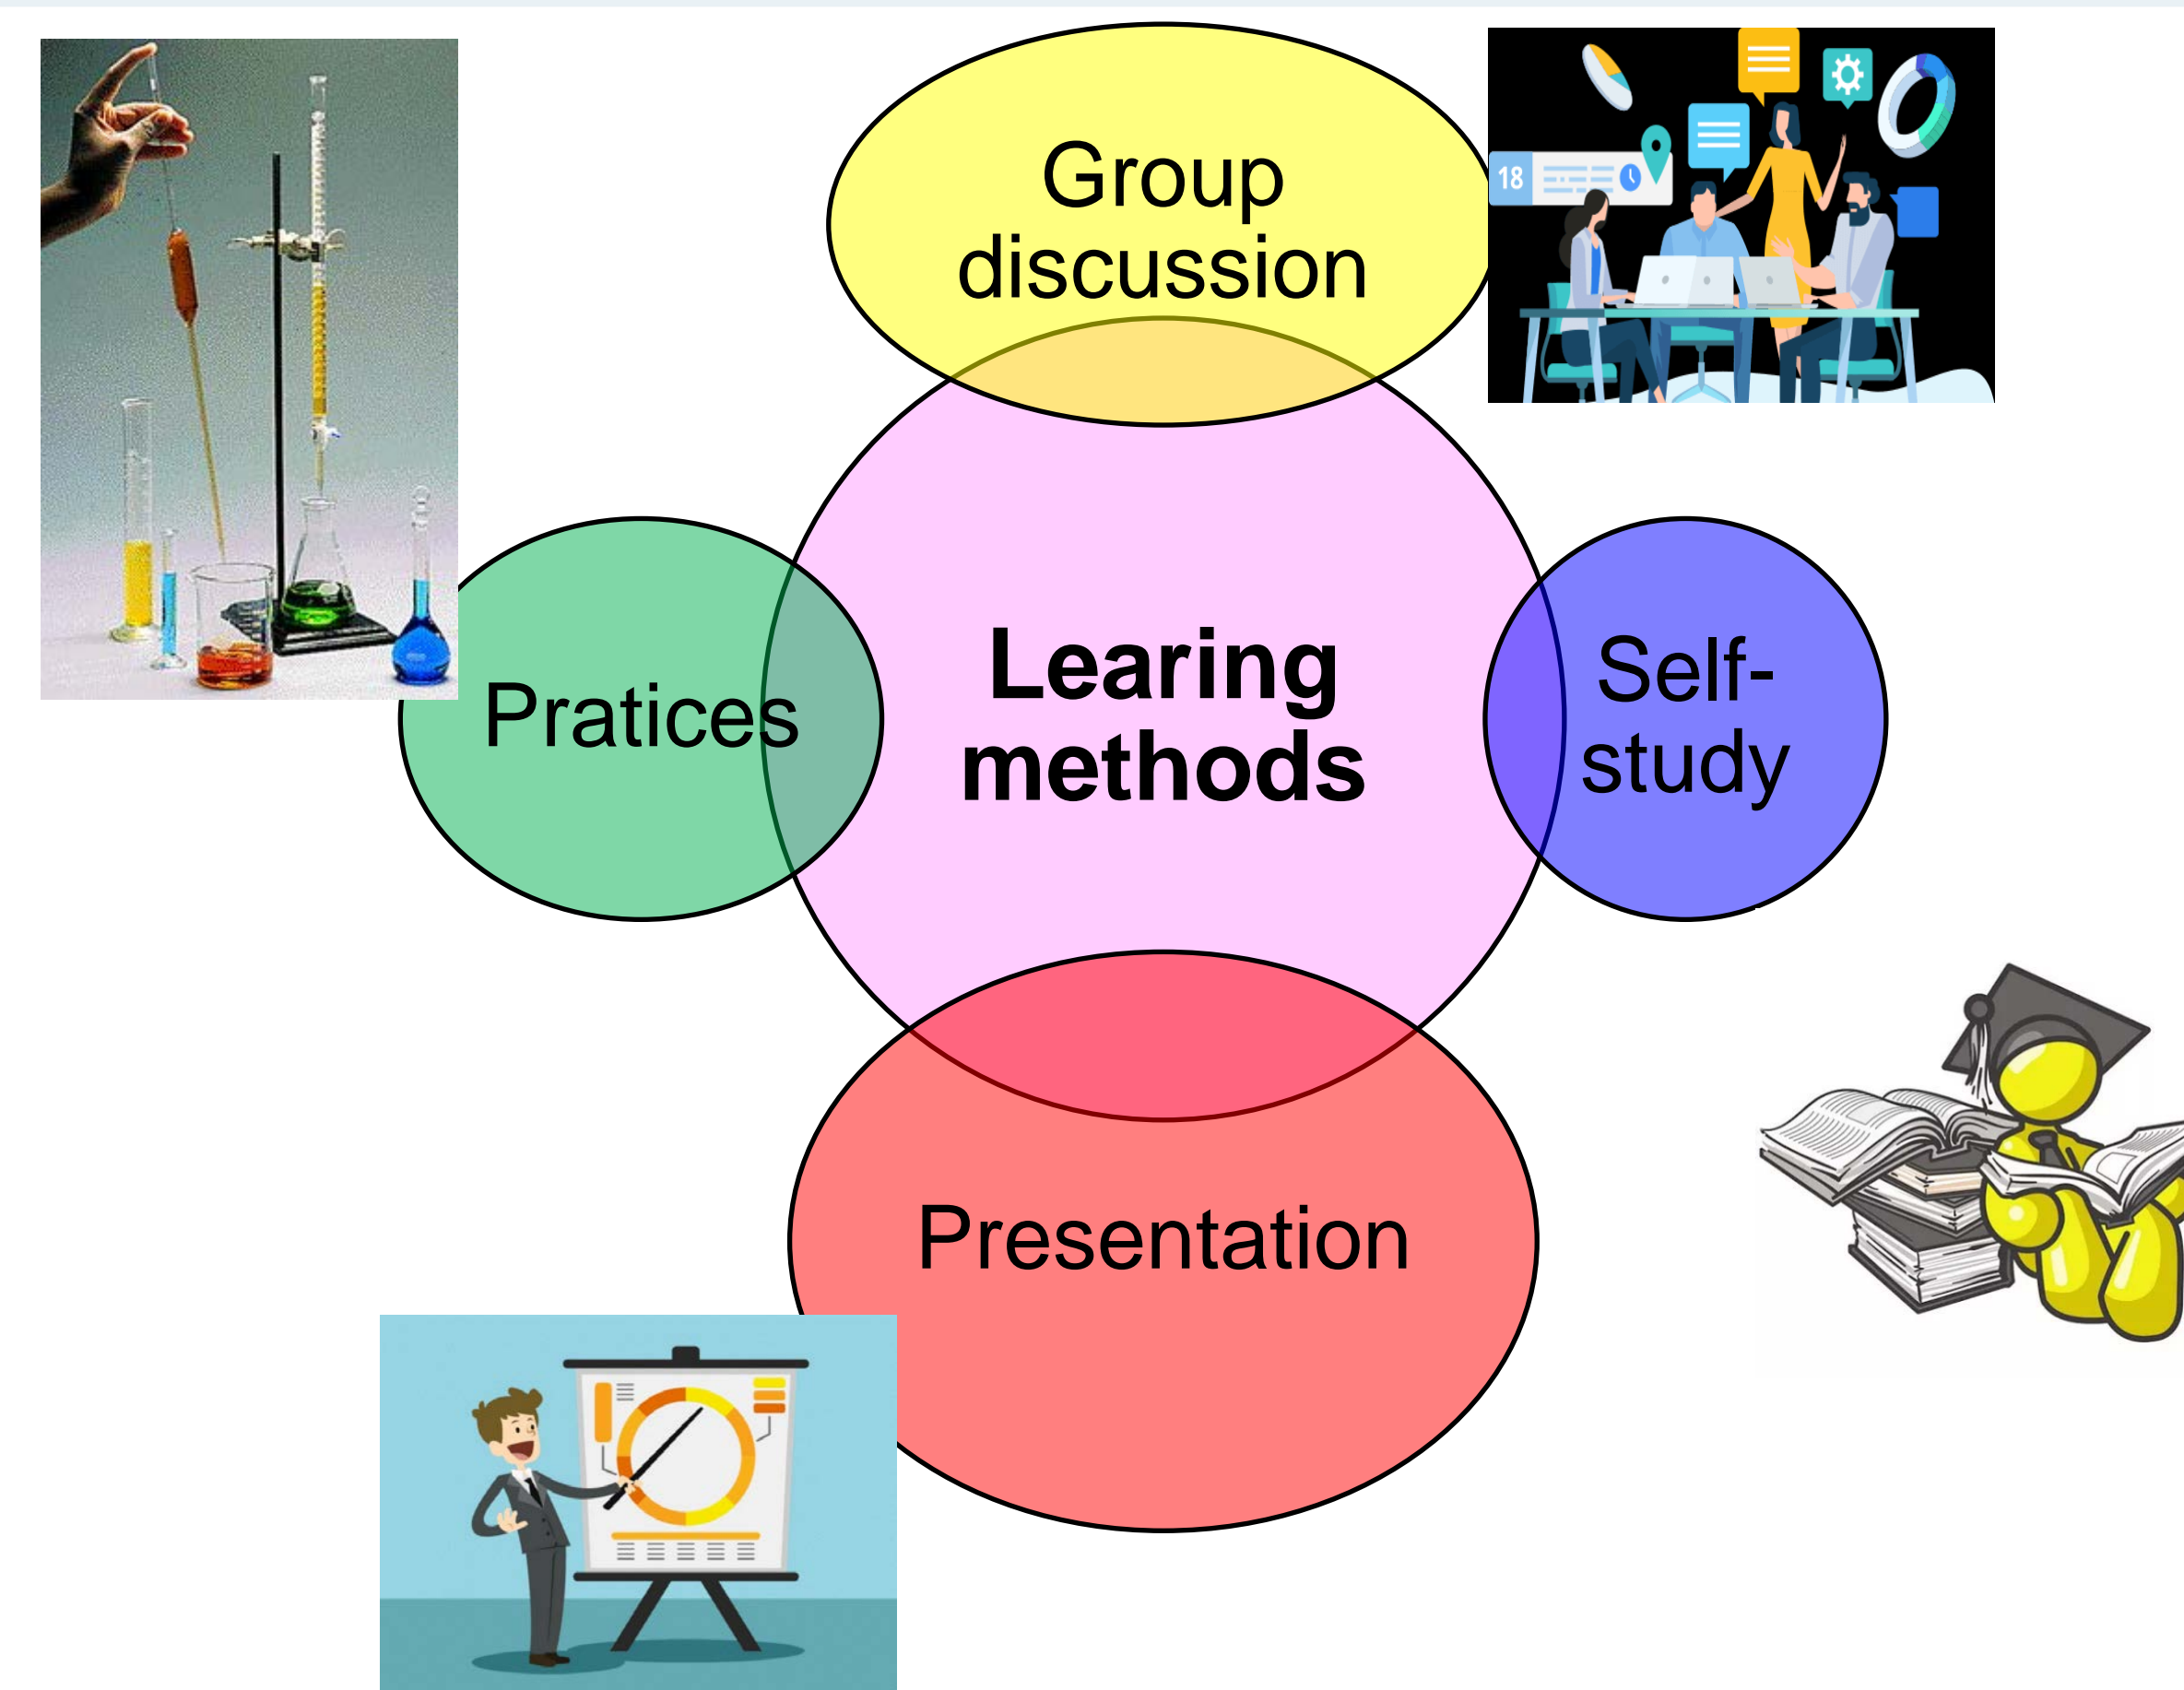 Group
discussion
18
Learing
methods
Self-
study
Pratices
Presentation